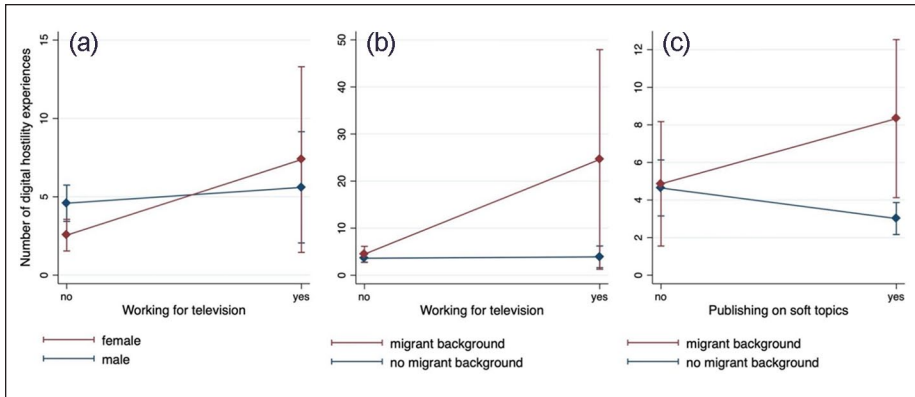 (a)
(b)
(c)
Number of digital hostility experiences
15
10
5
0
no
yes
Working for television
female
male
50
40
30
20
10
0
no
yes
Working for television
migrant background
no migrant background
12
10
8
6
4
2
0
no
yes
Publishing on soft topics
migrant background
no migrant background